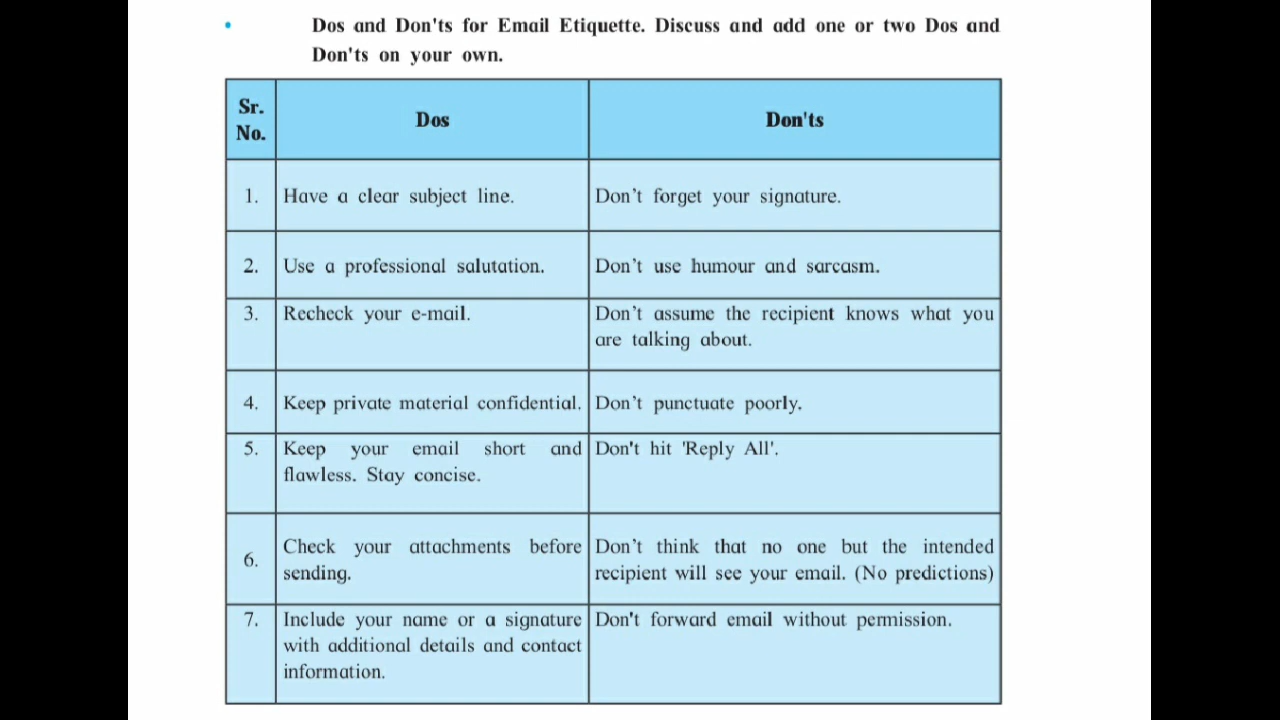 • Dos and Don'ts for Email Etiquette. Discuss and add one or two Dos and
Don'ts on your own.
Sr. No. Dos Don'ts
1. Have a clear subject line. Don’t forget your signature.
2. Use a professional salutation. Don’t use humour and sarcasm.
3. Recheck your e-mail. Don’t assume the recipient knows what you
are talking about.
4. Keep private material confidential. Don’t punctuate poorly.
5. Keep your email short and Don't hit 'Reply All'.
flawless. Stay concise.
6. Check your attachments before Don’t think that no one but the intended
sending. recipient will see your email. (No predictions)
7. Include your name or a signature Don't forward email without permission.
with additional details and contact
information.